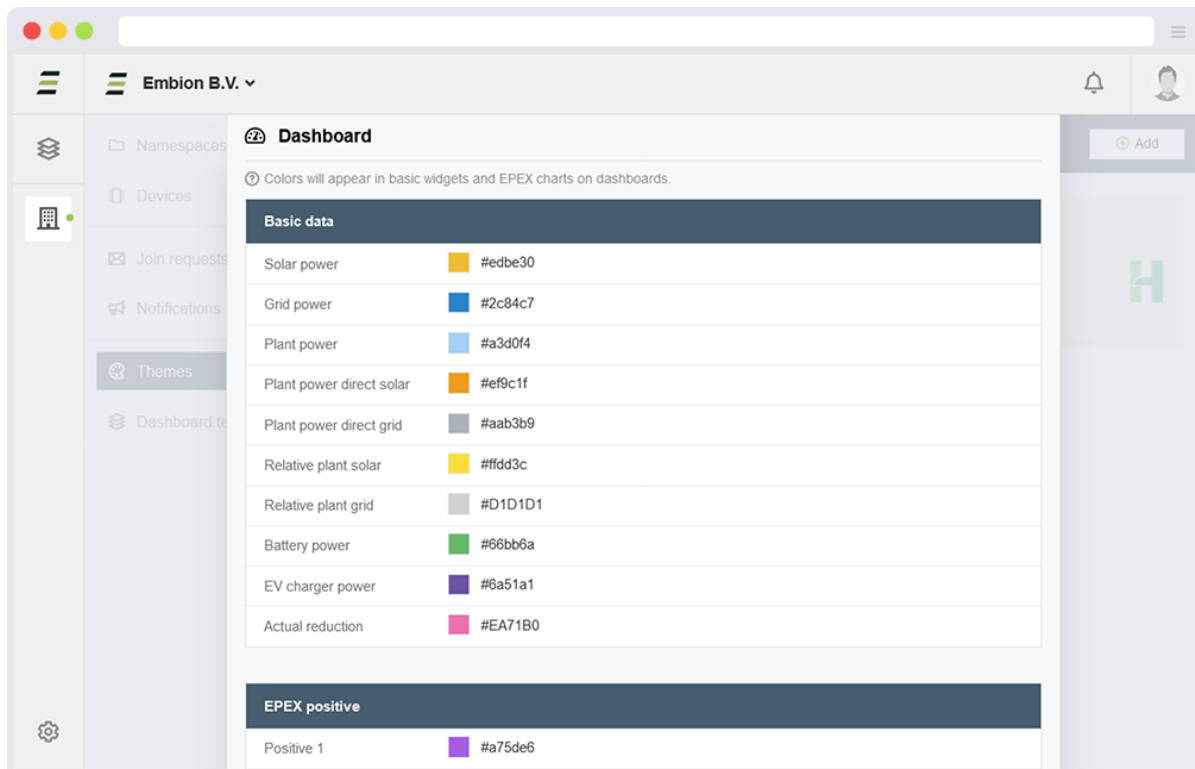 Embion B.V.
Namespaces
Devices
Join requests
Notifications
Themes
Dashboard te
Add
Dashboard
Colors will appear in basic widgets and EPEX charts on dashboards.
Basic data
Solar power #edbe30
Grid power #2c84c7
Plant power #a3d0f4
Plant power direct solar #ef9c1f
Plant power direct grid #aab3b9
Relative plant solar #ffdd3c
Relative plant grid #D1D1D1
Battery power #66bb6a
EV charger power #6a51a1
Actual reduction #EA71B0
EPEX positive
Positive 1 #a75de6